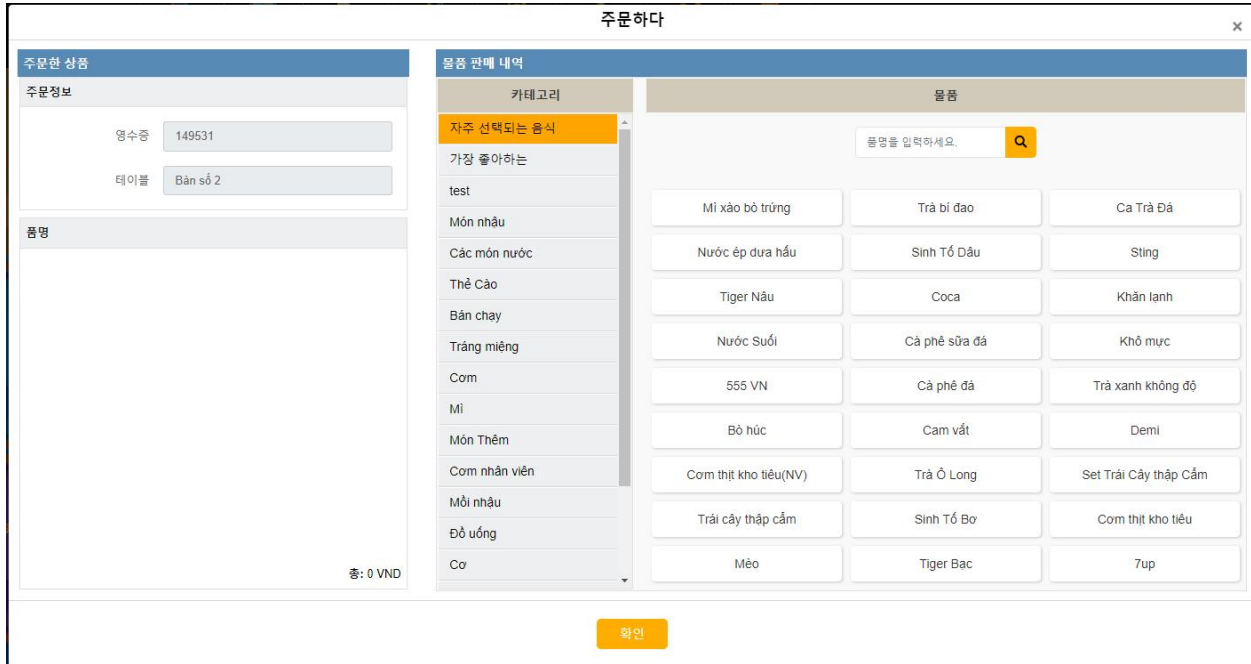 주문하다
×
주문한 상품
주문정보
영수증 149531
테이블 Bàn số 2
품명
총: 0 VND
물품 판매 내역
카테고리
자주 선택되는 음식
가장 좋아하는
test
Món nhậu
Các món nước
Thẻ Cào
Bán chạy
Tráng miệng
Cơm
Mì
Món Thêm
Cơm nhân viên
Mồi nhậu
Đồ uống
Cơ
물품
품명을 입력하세요.
Mì xào bò trứng Trà bí đao Ca Trà Đá
Nước ép dưa hấu Sinh Tố Dâu Sting
Tiger Nâu Coca Khăn lạnh
Nước Suối Cà phê sữa đá Khô mực
555 VN Cà phê đá Trà xanh không độ
Bò húc Cam vắt Demi
Cơm thịt kho tiêu(NV) Trà Ô Long Set Trái Cây thập Cẩm
Trái cây thập cẩm Sinh Tố Bơ Cơm thịt kho tiêu
Mèo Tiger Bạc 7up
확인